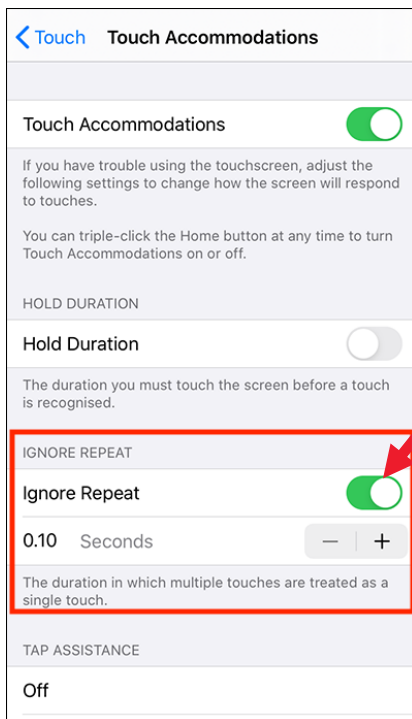 Touch Touch Accommodations
Touch Accommodations
If you have trouble using the touchscreen, adjust the
following settings to change how the screen will respond
to touches.
You can triple-click the Home button at any time to turn
Touch Accommodations on or off.
HOLD DURATION
Hold Duration
The duration you must touch the screen before a touch
is recognised.
IGNORE REPEAT
Ignore Repeat
0.10 Seconds − +
The duration in which multiple touches are treated as a
single touch.
TAP ASSISTANCE
Off